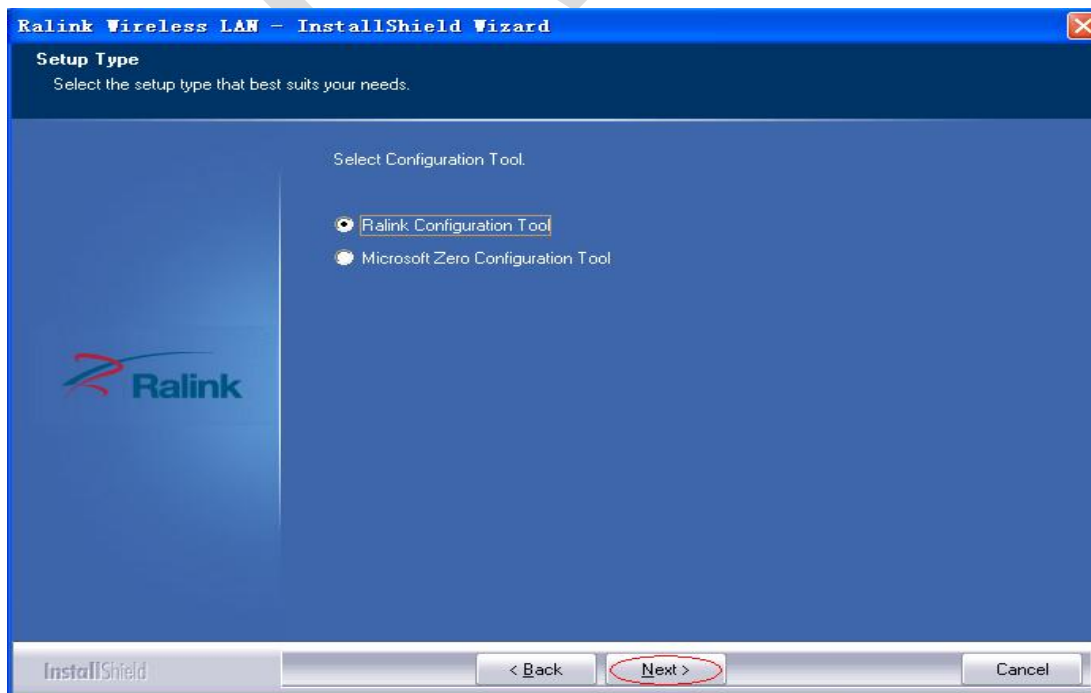 Ralink Wireless LAN - InstallShield Wizard
Setup Type
Select the setup type that best suits your needs.
Select Configuration Tool.
Ralink Configuration Tool
Microsoft Zero Configuration Tool
Ralink
InstallShield
< Back
Next >
Cancel